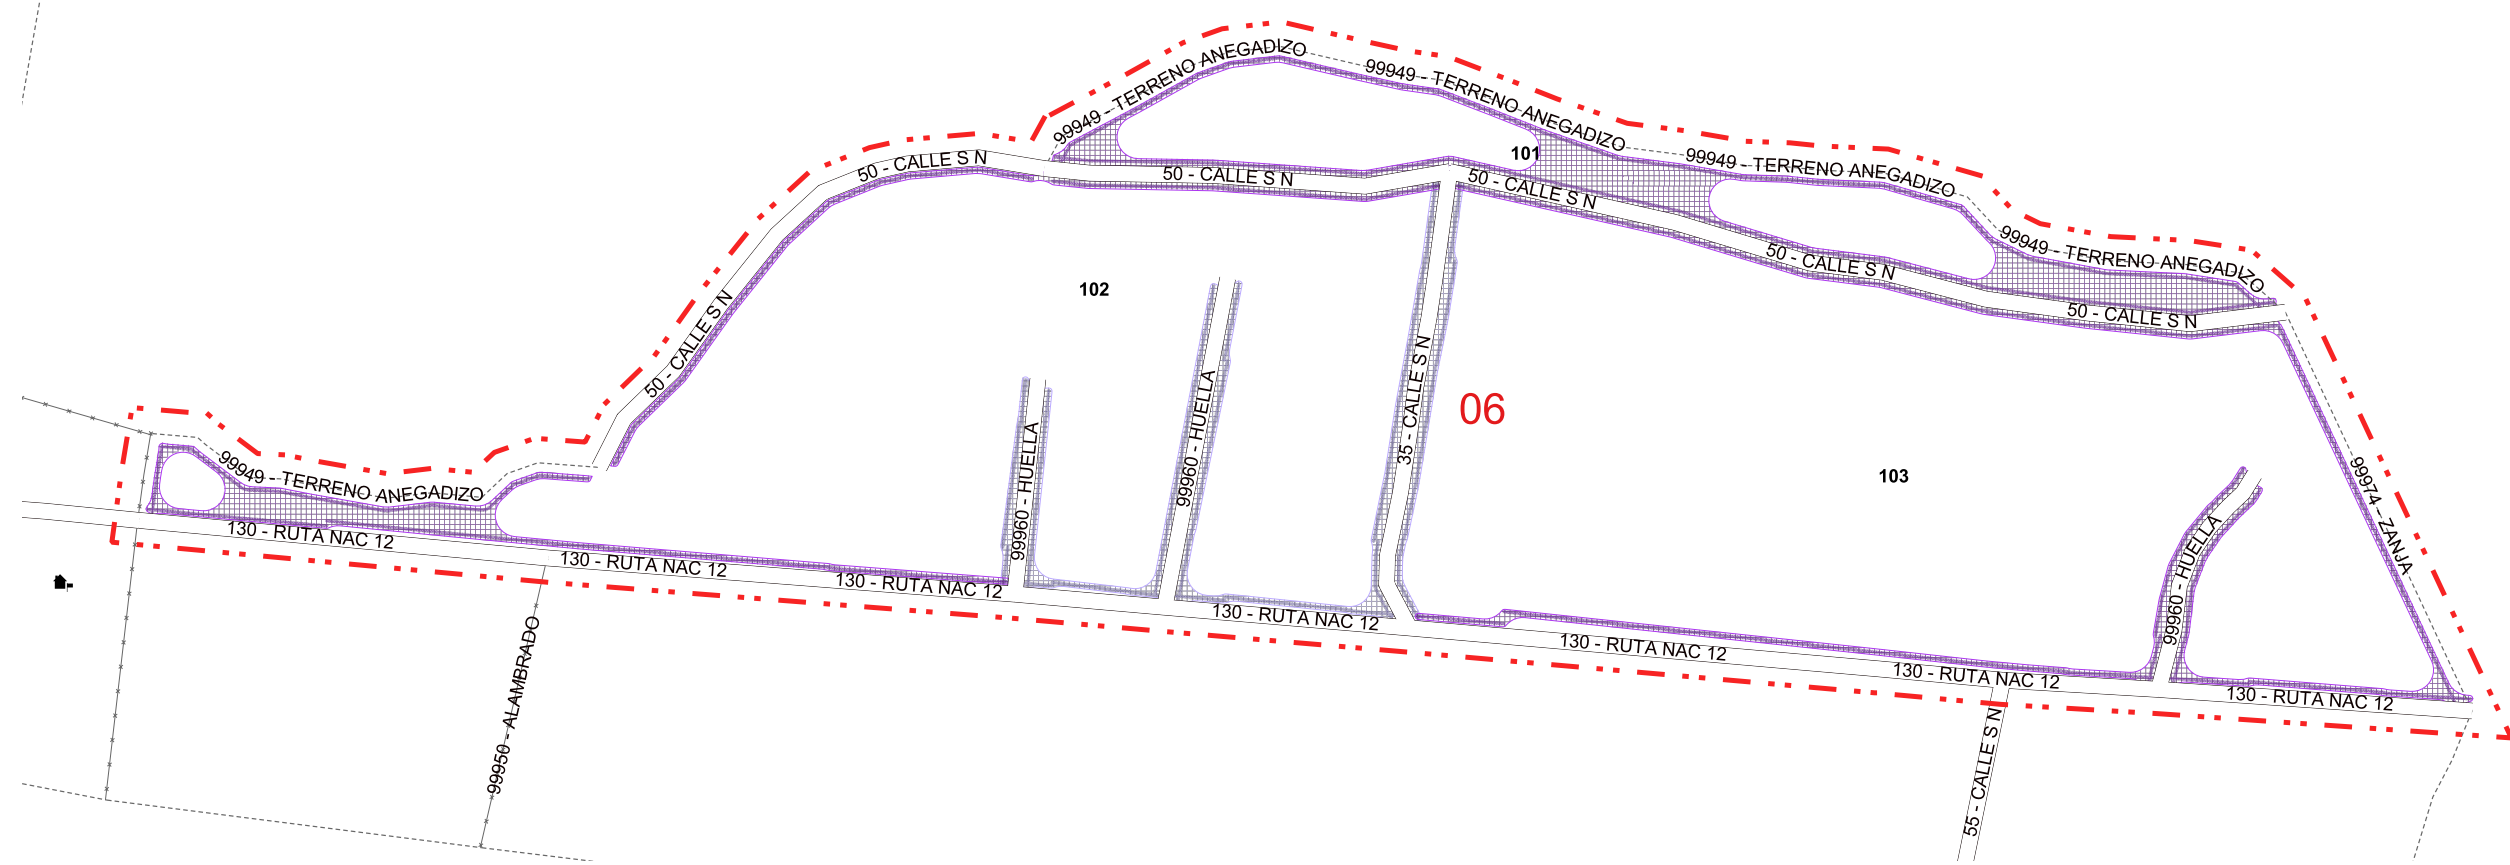 99949 - TERRENO ANEGADIZO
99949 - TERRENO ANEGADIZO
99949 - TERRENO ANEGADIZO
99949 - TERRENO ANEGADIZO
101
50 - CALLE S N
50 - CALLE S N
50 - CALLE S N
50 - CALLE S N
50 - CALLE S N
50 - CALLE S N
102
35 - CALLE S N
06
103
99960 - HUELLA
99960 - HUELLA
99960 - HUELLA
99974 - ZANJA
99949 - TERRENO ANEGADIZO
130 - RUTA NAC 12
130 - RUTA NAC 12
130 - RUTA NAC 12
130 - RUTA NAC 12
130 - RUTA NAC 12
130 - RUTA NAC 12
130 - RUTA NAC 12
99950 - ALAMBRADO
55 - CALLE S N